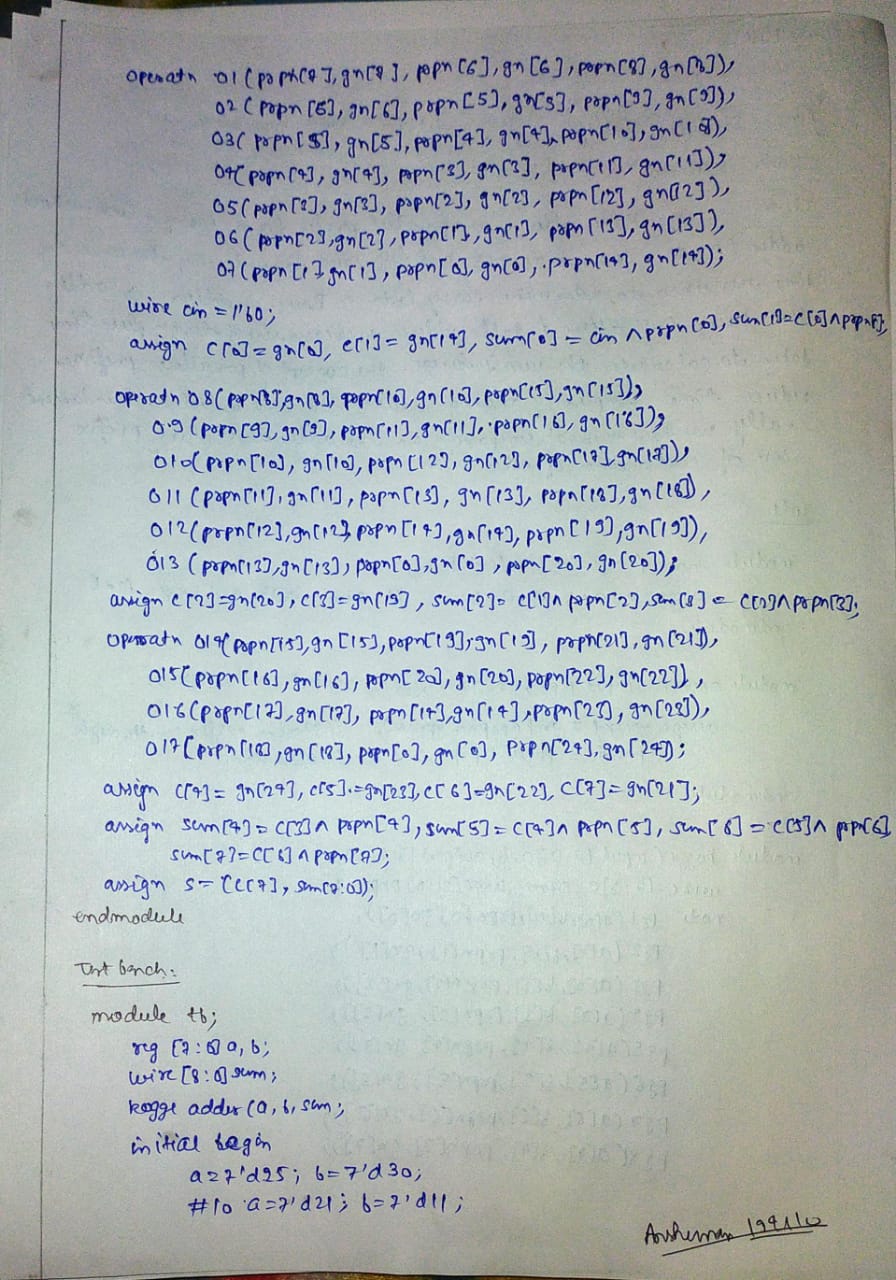 operatn o1(popn[7], gn[7], popn[6], gn[6], popn[8], gn[8]),
o2(popn[6], gn[6], popn[5], gn[5], popn[9], gn[9]),
o3(popn[5], gn[5], popn[4], gn[4], popn[10], gn[10]),
o4(popn[4], gn[4], popn[3], gn[3], popn[11], gn[11]),
o5(popn[3], gn[3], popn[2], gn[2], popn[12], gn[12]),
o6(popn[2], gn[2], popn[1], gn[1], popn[13], gn[13]),
o7(popn[1] gn[1], popn[0], gn[0], popn[14], gn[14]);
wire cin = 1'b0;
assign c[0]=gn[0], c[1]=gn[14], sum[0]=cin ^ popn[0], sum[1]=c[0]^popn[1];
operatn o8(popn[8],gn[8], popn[10],gn[10], popn[15],gn[15]),
o9(popn[9], gn[9], popn[11], gn[11], popn[16], gn[16]),
o10(popn[10], gn[10], popn[12], gn[12], popn[17] gn[17]),
o11(popn[11], gn[11], popn[13], gn[13], popn[18], gn[18]),
o12(popn[12],gn[12], popn[14], gn[14], popn[19],gn[19]),
o13(popn[13],gn[13], popn[0],gn[0], popn[20], gn[20]);
assign c[2]=gn[20], c[3]=gn[19], sum[2]=c[1]^popn[2], sum[3]=c[2]^popn[3];
operatn o14(popn[15],gn[15],popn[19],gn[19], popn[21], gn[21]),
o15(popn[16], gn[16], popn[20], gn[20], popn[22], gn[22]),
o16(popn[17], gn[17], popn[14],gn[14], popn[23], gn[23]),
o17(popn[18], gn[18], popn[0], gn[0], popn[24], gn[24]);
assign c[4]=gn[24], c[5]=gn[23], c[6]=gn[22], c[7]=gn[21];
assign sum[4]=c[3]^popn[4], sum[5]=c[4]^popn[5], sum[6]=c[5]^popn[6]
sum[7]=c[6]^popn[7];
assign s={c[7], sum[7:0]};
endmodule
Test bench:
module tb;
reg [7:0] a, b;
wire [8:0] sum;
kogge adder (a, b, sum;
initial begin
a=7'd25; b=7'd30;
#10 a=7'd21; b=7'd11;